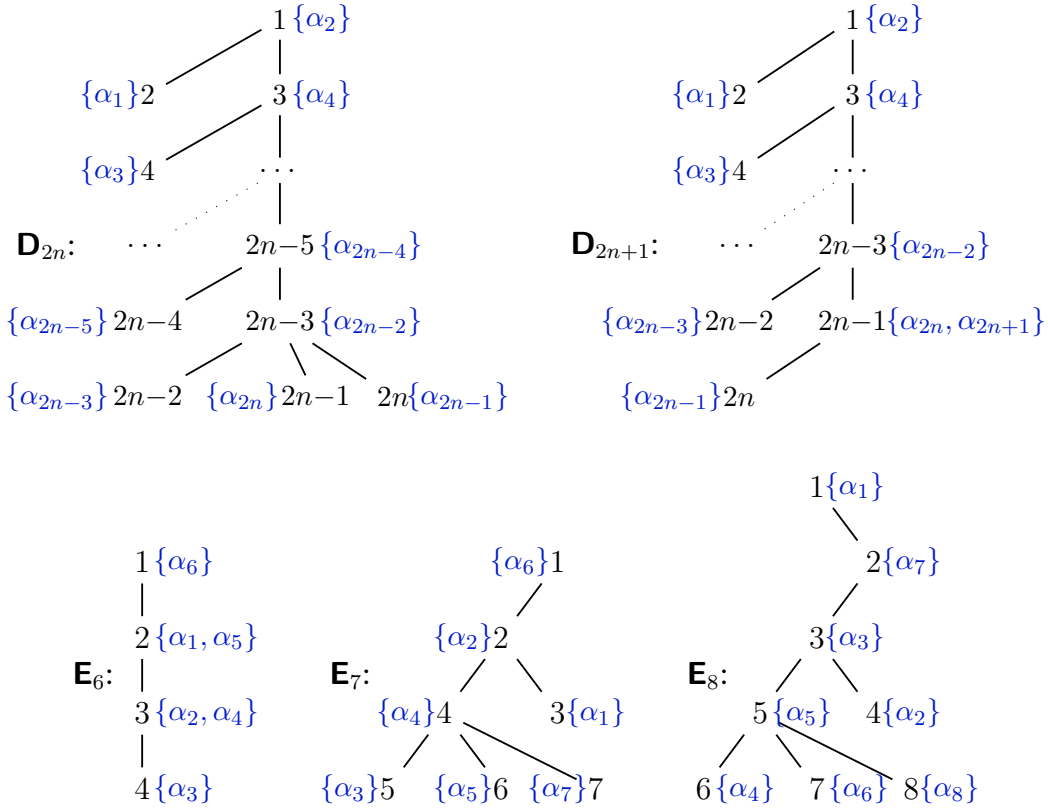 1{α₂} 1{α₂}
{α₁}2 3{α₄} {α₁}2 3{α₄}
{α₃}4 ⋯ {α₃}4 ⋯
D₂ₙ: ⋯ 2n−5{α₂ₙ₋₄} D₂ₙ₊₁: ⋯ 2n−3{α₂ₙ₋₂}
{α₂ₙ₋₅}2n−4 2n−3{α₂ₙ₋₂} {α₂ₙ₋₃}2n−2 2n−1{α₂ₙ, α₂ₙ₊₁}
{α₂ₙ₋₃}2n−2 {α₂ₙ}2n−1 2n{α₂ₙ₋₁} {α₂ₙ₋₁}2n
1{α₁}
1{α₆} {α₆}1 2{α₇}
2{α₁, α₅} {α₂}2 3{α₃}
E₆: E₇: E₈:
3{α₂, α₄} {α₄}4 3{α₁} 5{α₅} 4{α₂}
4{α₃} {α₃}5 {α₅}6 {α₇}7 6{α₄} 7{α₆} 8{α₈}